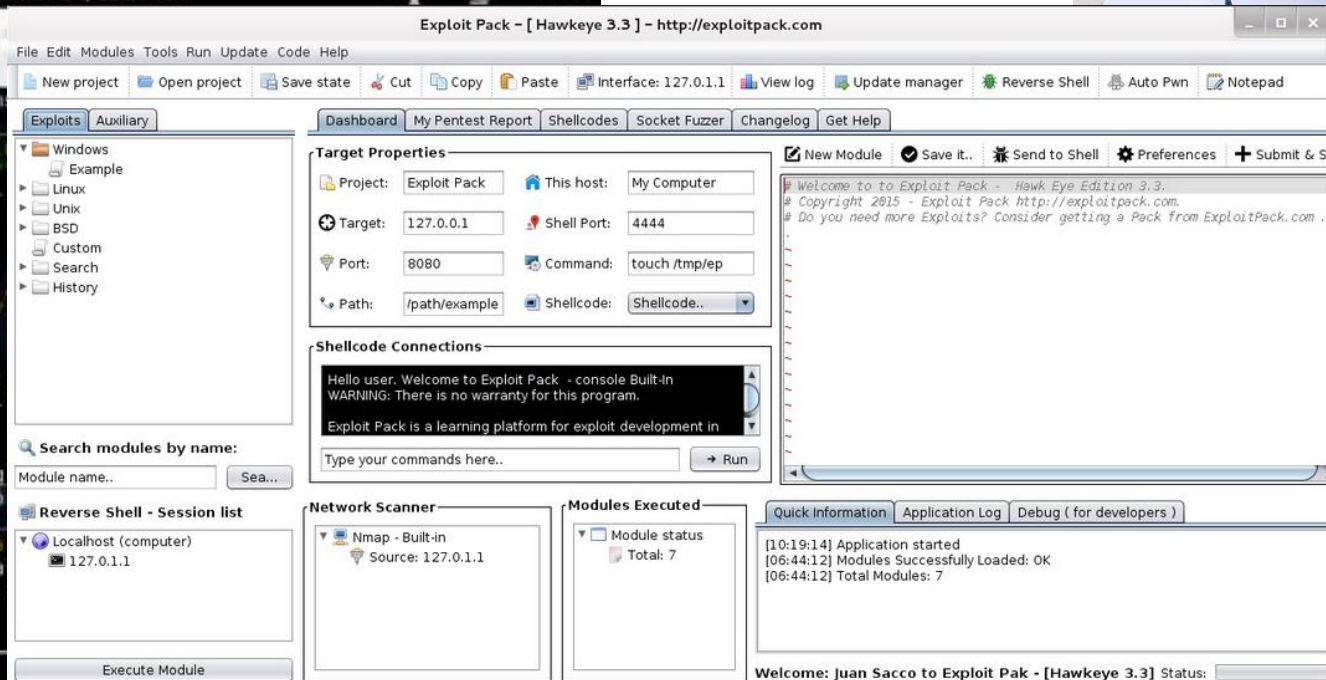 Exploit Pack – [ Hawkeye 3.3 ] – http://exploitpack.com
File Edit Modules Tools Run Update Code Help
New project Open project Save state Cut Copy Paste Interface: 127.0.1.1 View log Update manager Reverse Shell Auto Pwn Notepad
Exploits Auxiliary
Windows
Example
Linux
Unix
BSD
Custom
Search
History
Search modules by name:
Module name.. Sea...
Reverse Shell - Session list
Localhost (computer)
127.0.1.1
Execute Module
Dashboard My Pentest Report Shellcodes Socket Fuzzer Changelog Get Help
Target Properties
Project: Exploit Pack This host: My Computer
Target: 127.0.0.1 Shell Port: 4444
Port: 8080 Command: touch /tmp/ep
Path: /path/example Shellcode: Shellcode..
Shellcode Connections
Hello user. Welcome to Exploit Pack - console Built-In
WARNING: There is no warranty for this program.
Exploit Pack is a learning platform for exploit development in
Type your commands here.. → Run
New Module Save it.. Send to Shell Preferences Submit & S
# Welcome to to Exploit Pack - Hawk Eye Edition 3.3.
# Copyright 2015 - Exploit Pack http://exploitpack.com.
# Do you need more Exploits? Consider getting a Pack from ExploitPack.com .
.
~
~
~
~
~
~
~
~
~
~
~
~
~
Network Scanner
Nmap - Built-in
Source: 127.0.1.1
Modules Executed
Module status
Total: 7
Quick Information Application Log Debug ( for developers )
[10:19:14] Application started
[06:44:12] Modules Successfully Loaded: OK
[06:44:12] Total Modules: 7
Welcome: Juan Sacco to Exploit Pak - [Hawkeye 3.3] Status: